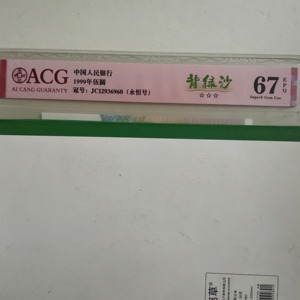 ACG
AI CANG GUARANTY
中国人民银行
1999年伍圆
冠号: JC12936960 (永恒号)
背绿沙
☆☆☆
67 EPQ
Superb Gem Unc